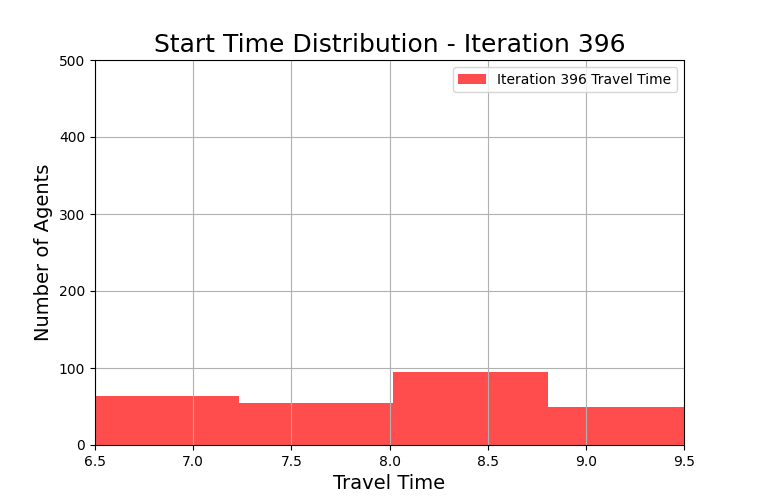 Start Time Distribution - Iteration 396
Iteration 396 Travel Time
Number of Agents
500
400
300
200
100
0
6.5 7.0 7.5 8.0 8.5 9.0 9.5
Travel Time